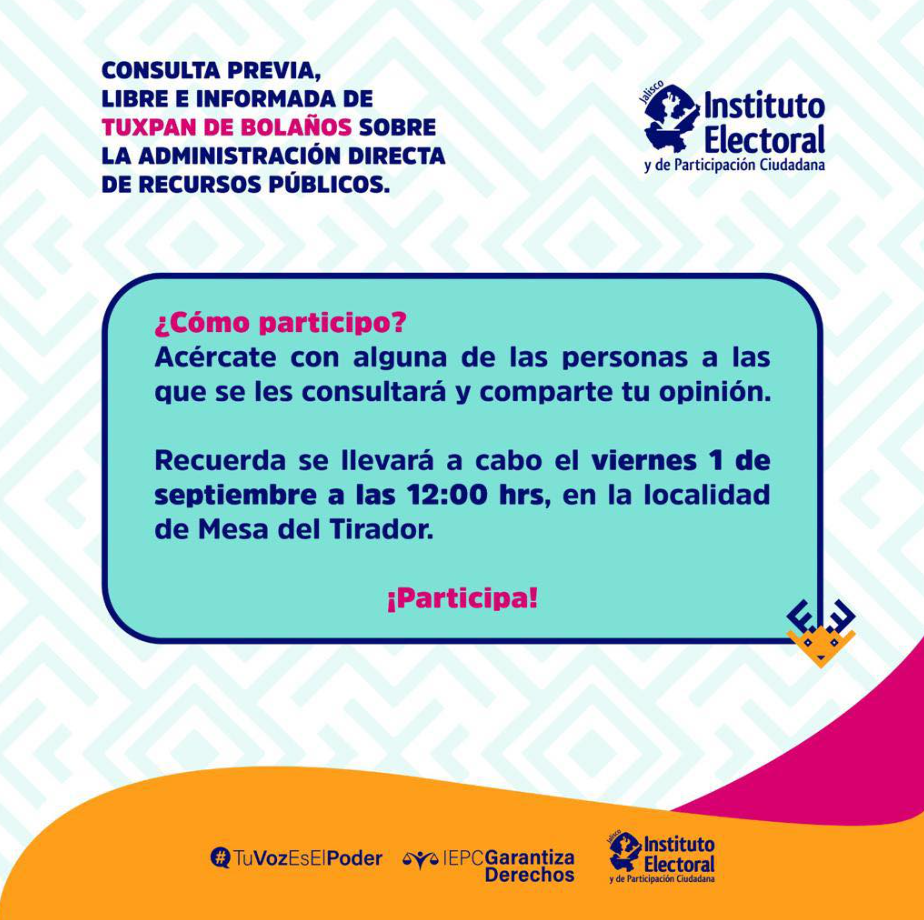 CONSULTA PREVIA,
LIBRE E INFORMADA DE
TUXPAN DE BOLAÑOS SOBRE
LA ADMINISTRACIÓN DIRECTA
DE RECURSOS PÚBLICOS.
Jalisco
Instituto
Electoral
y de Participación Ciudadana
¿Cómo participo?
Acércate con alguna de las personas a las
que se les consultará y comparte tu opinión.
Recuerda se llevará a cabo el viernes 1 de
septiembre a las 12:00 hrs, en la localidad
de Mesa del Tirador.
¡Participa!
#TuVozEsElPoder
IEPCGarantiza
Derechos
Jalisco
Instituto
Electoral
y de Participación Ciudadana